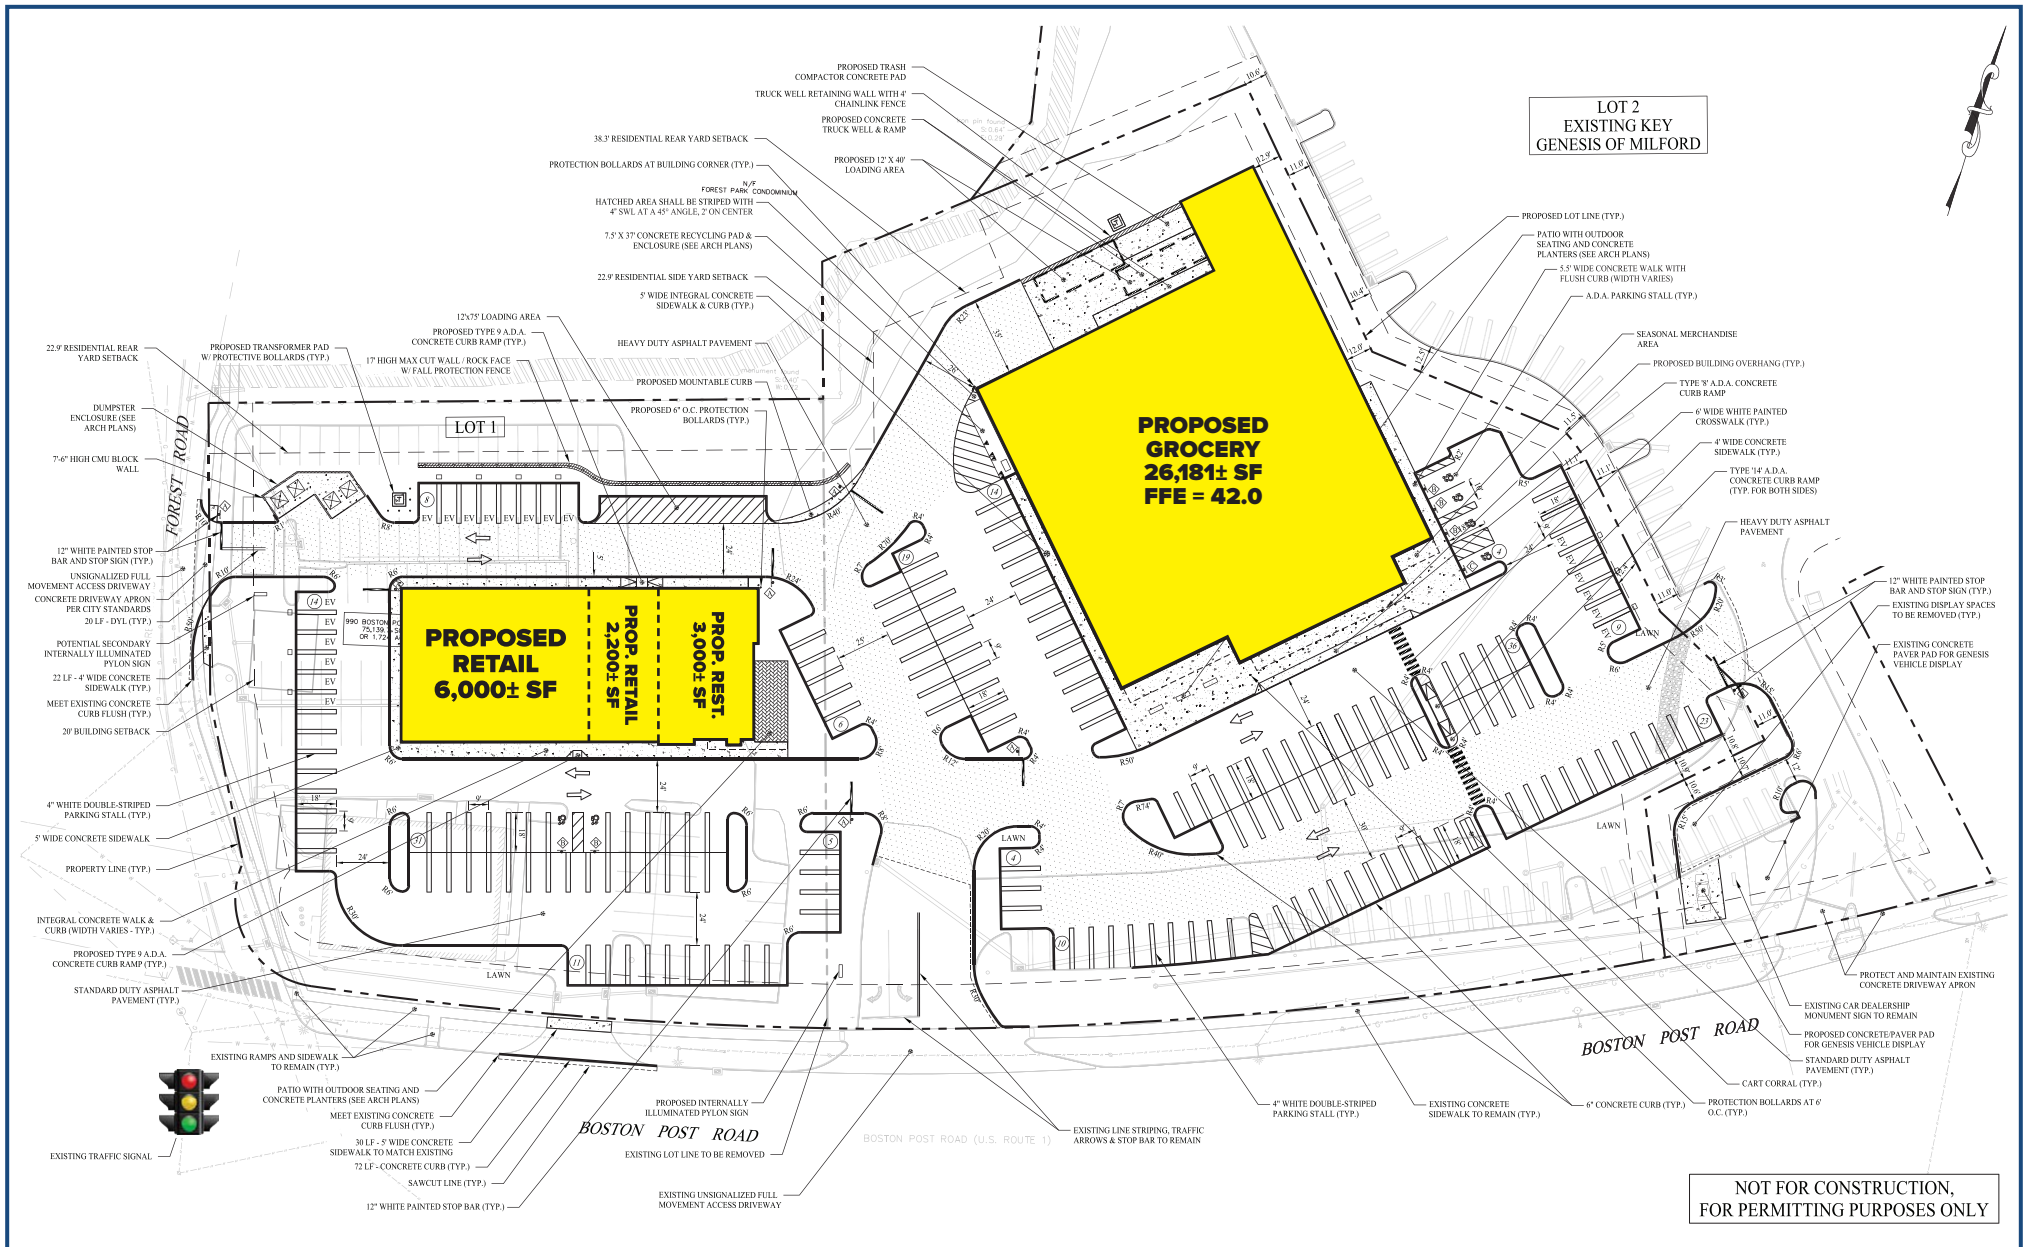 PROPOSED TRASH
COMPACTOR CONCRETE PAD
TRUCK WELL RETAINING WALL WITH 4'
CHAINLINK FENCE
PROPOSED CONCRETE
TRUCK WELL & RAMP
38.3' RESIDENTIAL REAR YARD SETBACK
PROTECTION BOLLARDS AT BUILDING CORNER (TYP.)
PROPOSED 12' X 40'
LOADING AREA
N/F
FOREST PARK CONDOMINIUM
HATCHED AREA SHALL BE STRIPED WITH
4" SWL AT A 45° ANGLE, 2' ON CENTER
7.5' X 37' CONCRETE RECYCLING PAD &
ENCLOSURE (SEE ARCH PLANS)
22.9' RESIDENTIAL SIDE YARD SETBACK
5' WIDE INTEGRAL CONCRETE
SIDEWALK & CURB (TYP.)
12'x75' LOADING AREA
PROPOSED TYPE 9 A.D.A.
CONCRETE CURB RAMP (TYP.)
HEAVY DUTY ASPHALT PAVEMENT
22.9' RESIDENTIAL REAR
YARD SETBACK
PROPOSED TRANSFORMER PAD
W/ PROTECTIVE BOLLARDS (TYP.)
17' HIGH MAX CUT WALL / ROCK FACE
W/ FALL PROTECTION FENCE
PROPOSED MOUNTABLE CURB
PROPOSED 6" O.C. PROTECTION
BOLLARDS (TYP.)
DUMPSTER
ENCLOSURE (SEE
ARCH PLANS)
7'-6" HIGH CMU BLOCK
WALL
FOREST ROAD
LOT 1
LOT 2
EXISTING KEY
GENESIS OF MILFORD
PROPOSED LOT LINE (TYP.)
PATIO WITH OUTDOOR
SEATING AND CONCRETE
PLANTERS (SEE ARCH PLANS)
5.5' WIDE CONCRETE WALK WITH
FLUSH CURB (WIDTH VARIES)
A.D.A. PARKING STALL (TYP.)
SEASONAL MERCHANDISE
AREA
PROPOSED BUILDING OVERHANG (TYP.)
TYPE '8' A.D.A. CONCRETE
CURB RAMP
6' WIDE WHITE PAINTED
CROSSWALK (TYP.)
4' WIDE CONCRETE
SIDEWALK (TYP.)
TYPE '14' A.D.A.
CONCRETE CURB RAMP
(TYP. FOR BOTH SIDES)
HEAVY DUTY ASPHALT
PAVEMENT
12" WHITE PAINTED STOP
BAR AND STOP SIGN (TYP.)
EXISTING DISPLAY SPACES
TO BE REMOVED (TYP.)
EXISTING CONCRETE
PAVER PAD FOR GENESIS
VEHICLE DISPLAY
PROPOSED
GROCERY
26,181± SF
FFE = 42.0
12" WHITE PAINTED STOP
BAR AND STOP SIGN (TYP.)
UNSIGNALIZED FULL
MOVEMENT ACCESS DRIVEWAY
CONCRETE DRIVEWAY APRON
PER CITY STANDARDS
20 LF - DYL (TYP.)
POTENTIAL SECONDARY
INTERNALLY ILLUMINATED
PYLON SIGN
22 LF - 4' WIDE CONCRETE
SIDEWALK (TYP.)
MEET EXISTING CONCRETE
CURB FLUSH (TYP.)
20' BUILDING SETBACK
PROPOSED
RETAIL
6,000± SF
PROP. RETAIL
2,200± SF
PROP. REST.
3,000± SF
4" WHITE DOUBLE-STRIPED
PARKING STALL (TYP.)
5' WIDE CONCRETE SIDEWALK
PROPERTY LINE (TYP.)
INTEGRAL CONCRETE WALK &
CURB (WIDTH VARIES - TYP.)
PROPOSED TYPE 9 A.D.A.
CONCRETE CURB RAMP (TYP.)
STANDARD DUTY ASPHALT
PAVEMENT (TYP.)
LAWN
LAWN
LAWN
LAWN
EXISTING RAMPS AND SIDEWALK
TO REMAIN (TYP.)
PATIO WITH OUTDOOR SEATING AND
CONCRETE PLANTERS (SEE ARCH PLANS)
MEET EXISTING CONCRETE
CURB FLUSH (TYP.)
30 LF - 5' WIDE CONCRETE
SIDEWALK TO MATCH EXISTING
72 LF - CONCRETE CURB (TYP.)
SAWCUT LINE (TYP.)
12" WHITE PAINTED STOP BAR (TYP.)
EXISTING TRAFFIC SIGNAL
PROPOSED INTERNALLY
ILLUMINATED PYLON SIGN
BOSTON POST ROAD
EXISTING LOT LINE TO BE REMOVED
EXISTING UNSIGNALIZED FULL
MOVEMENT ACCESS DRIVEWAY
BOSTON POST ROAD (U.S. ROUTE 1)
EXISTING LINE STRIPING, TRAFFIC
ARROWS & STOP BAR TO REMAIN
4" WHITE DOUBLE-STRIPED
PARKING STALL (TYP.)
EXISTING CONCRETE
SIDEWALK TO REMAIN (TYP.)
6" CONCRETE CURB (TYP.)
PROTECTION BOLLARDS AT 6'
O.C. (TYP.)
CART CORRAL (TYP.)
STANDARD DUTY ASPHALT
PAVEMENT (TYP.)
PROPOSED CONCRETE/PAVER PAD
FOR GENESIS VEHICLE DISPLAY
EXISTING CAR DEALERSHIP
MONUMENT SIGN TO REMAIN
PROTECT AND MAINTAIN EXISTING
CONCRETE DRIVEWAY APRON
BOSTON POST ROAD
NOT FOR CONSTRUCTION,
FOR PERMITTING PURPOSES ONLY